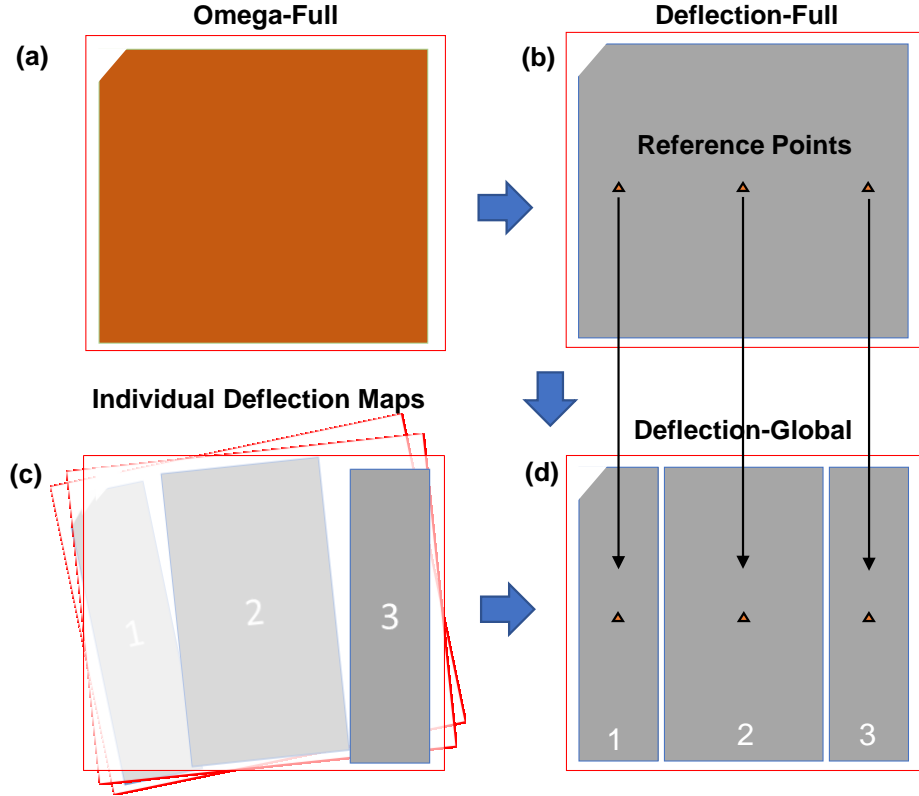 Omega-Full
Deflection-Full
(a)
(b)
Reference Points
Individual Deflection Maps
Deflection-Global
(c)
(d)
1
2
3
1
2
3